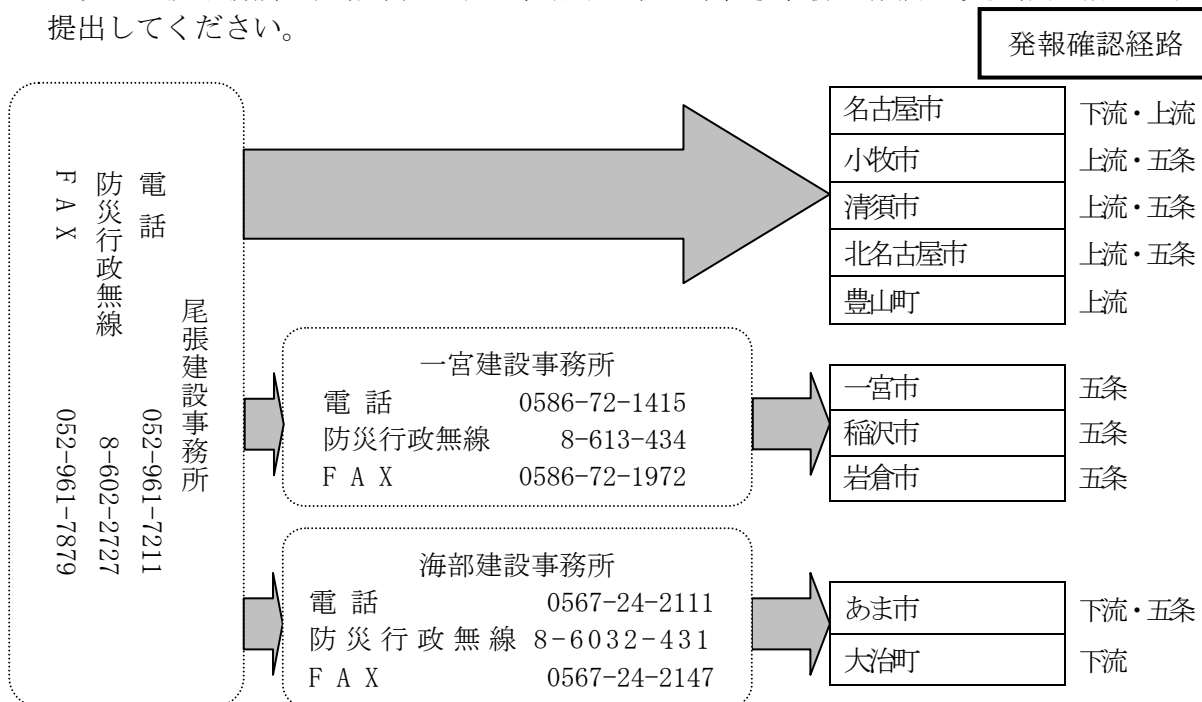 提出してください。
発報確認経路
尾張建設事務所
電 話 052-961-7211
防災行政無線 8-602-2727
F A X 052-961-7879
名古屋市 下流・上流
小牧市 上流・五条
清須市 上流・五条
北名古屋市 上流・五条
豊山町 上流
一宮建設事務所
電 話 0586-72-1415
防災行政無線 8-613-434
F A X 0586-72-1972
一宮市 五条
稲沢市 五条
岩倉市 五条
海部建設事務所
電 話 0567-24-2111
防 災 行 政 無 線 8-6032-431
F A X 0567-24-2147
あま市 下流・五条
大治町 下流